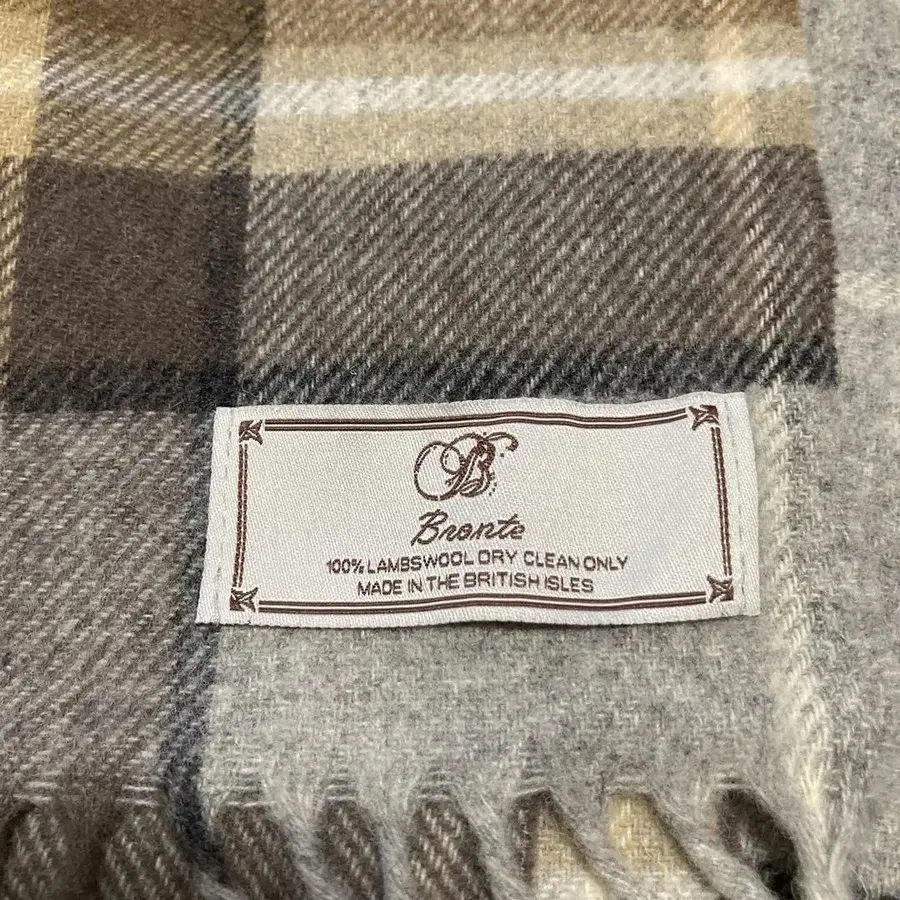 B
Bronte
100% LAMBSWOOL DRY CLEAN ONLY
MADE IN THE BRITISH ISLES